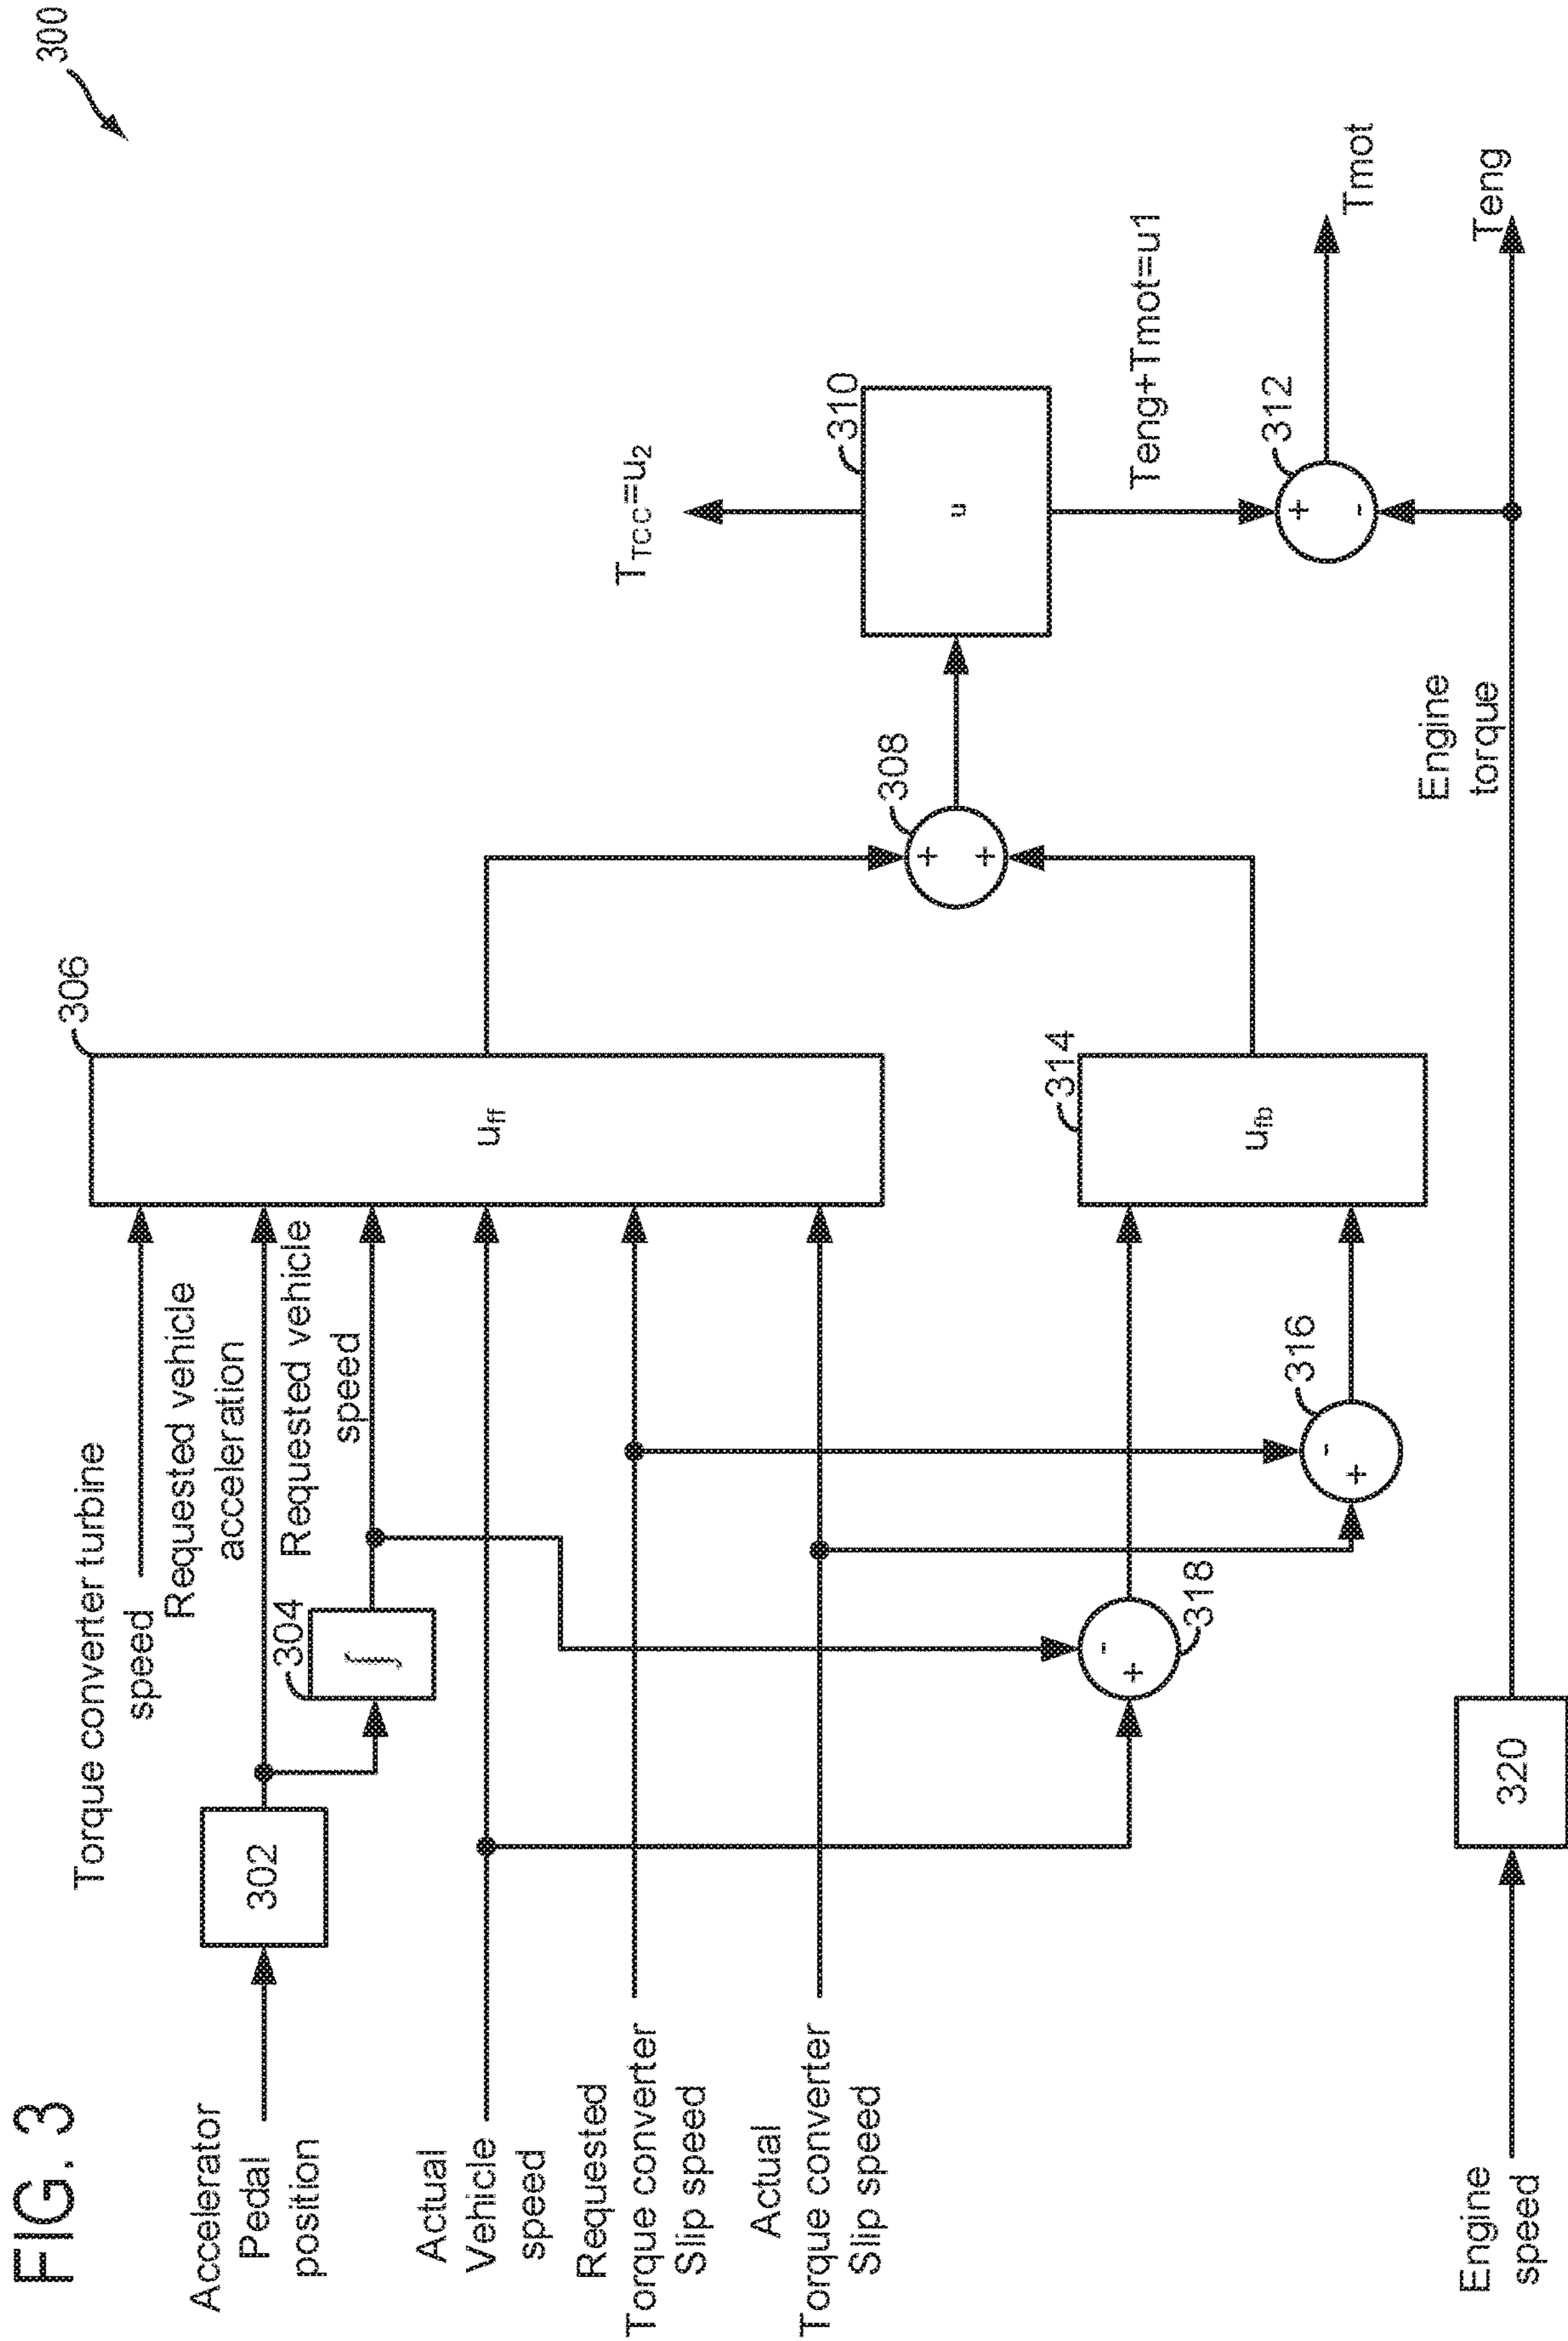 FIG. 3
300
Torque converter turbine
speed
Accelerator
Pedal
position
302
Requested vehicle
acceleration
304
∫
Requested vehicle
speed
Actual
Vehicle
speed
Requested
Torque converter
Slip speed
Actual
Torque converter
Slip speed
306
uff
314
ufb
318
-
+
316
-
+
308
+
+
310
u
TTCC=u2
Teng+Tmot=u1
312
+
-
Tmot
Engine
speed
320
Engine
torque
Teng